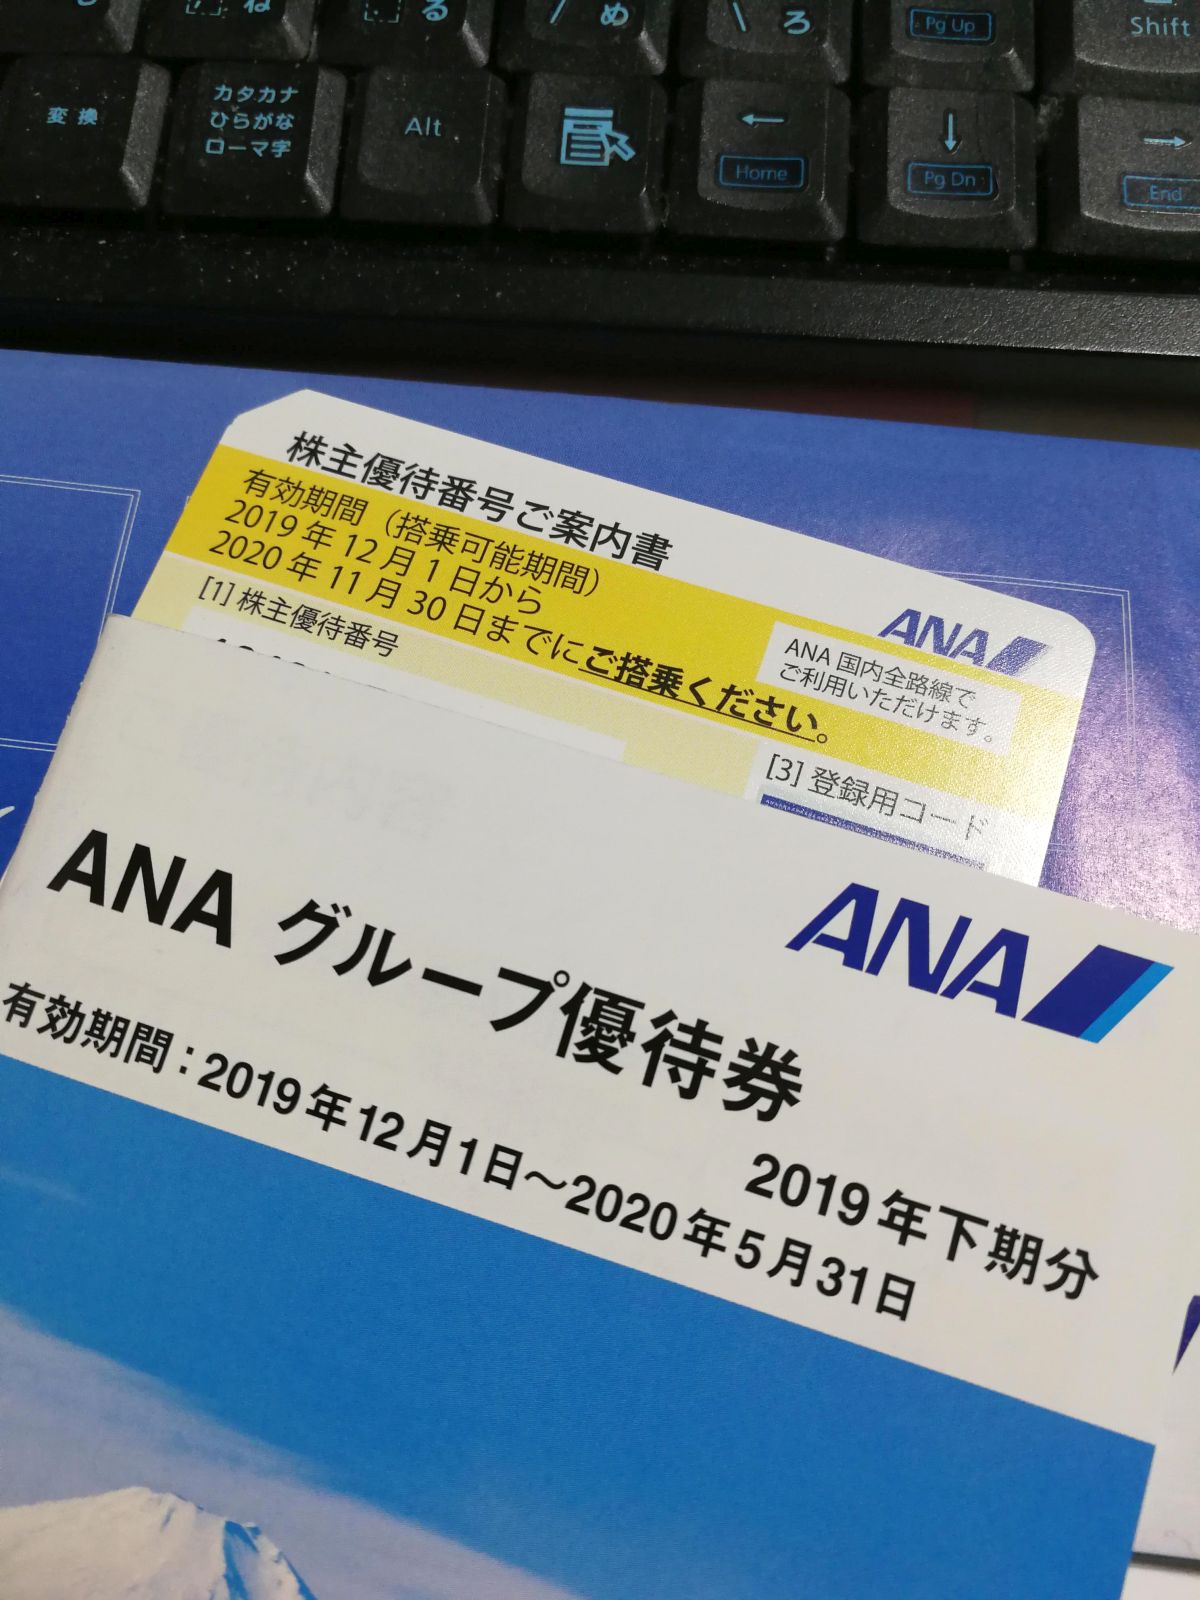 ね
る
め
ろ
Pg Up
Shift
変換
カタカナ
ひらがな
ローマ字
Alt
←
Home
↓
Pg Dn
→
End
株主優待番号ご案内書
有効期間（搭乗可能期間）
2019年12月1日から
2020年11月30日までにご搭乗ください。
ANA
ANA国内全路線で
ご利用いただけます。
[1] 株主優待番号
[3] 登録用コード
ANA
ANA グループ優待券
2019年下期分
有効期間：2019年12月1日～2020年5月31日